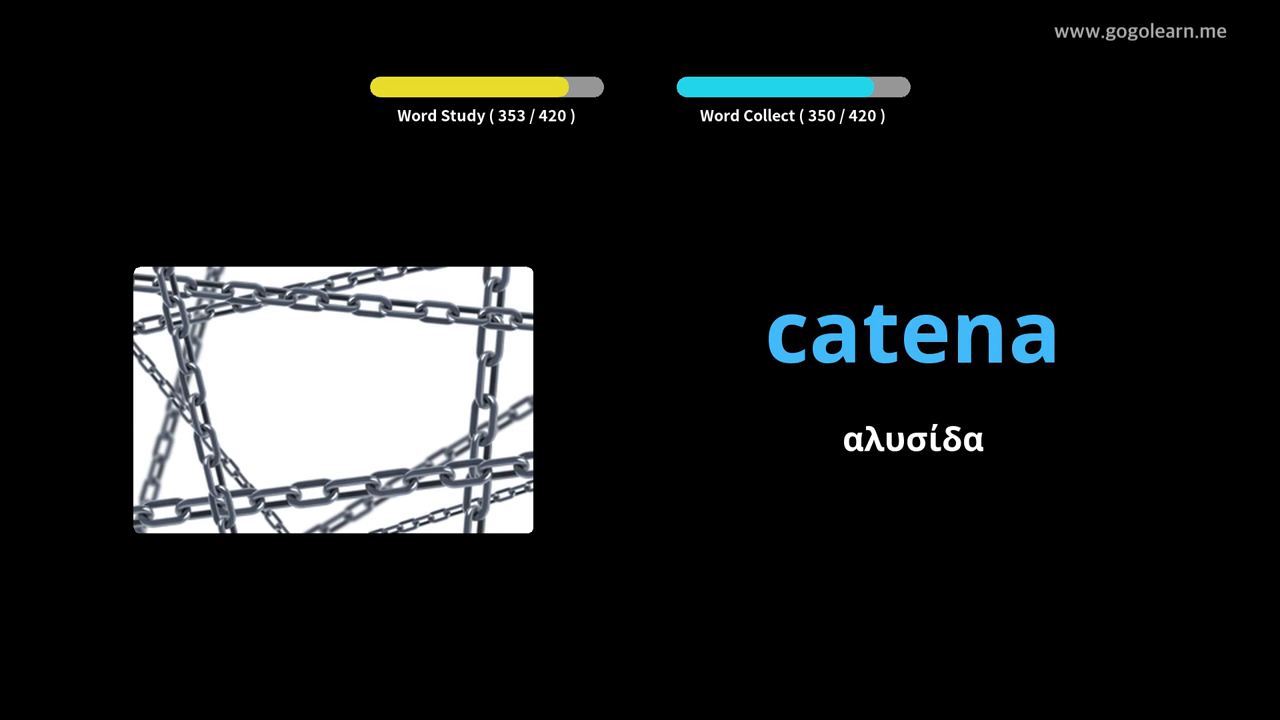 www.gogolearn.me
Word Study ( 353 / 420 )
Word Collect ( 350 / 420 )
catena
αλυσίδα